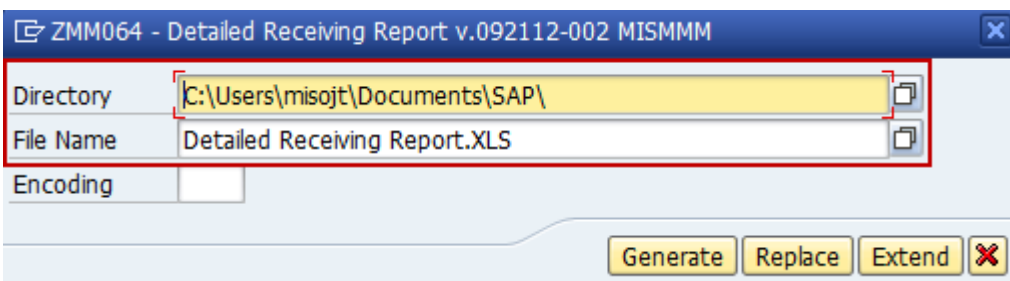 ZMM064 - Detailed Receiving Report v.092112-002 MISMMM
Directory C:\Users\misojt\Documents\SAP\
File Name Detailed Receiving Report.XLS
Encoding
Generate Replace Extend